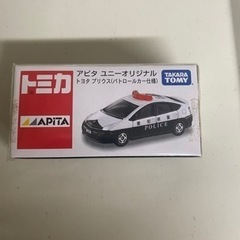 トミカ
アピタ ユニーオリジナル
トヨタ プリウス(パトロールカー仕様)
TAKARA
TOMY
APiTA
POLICE